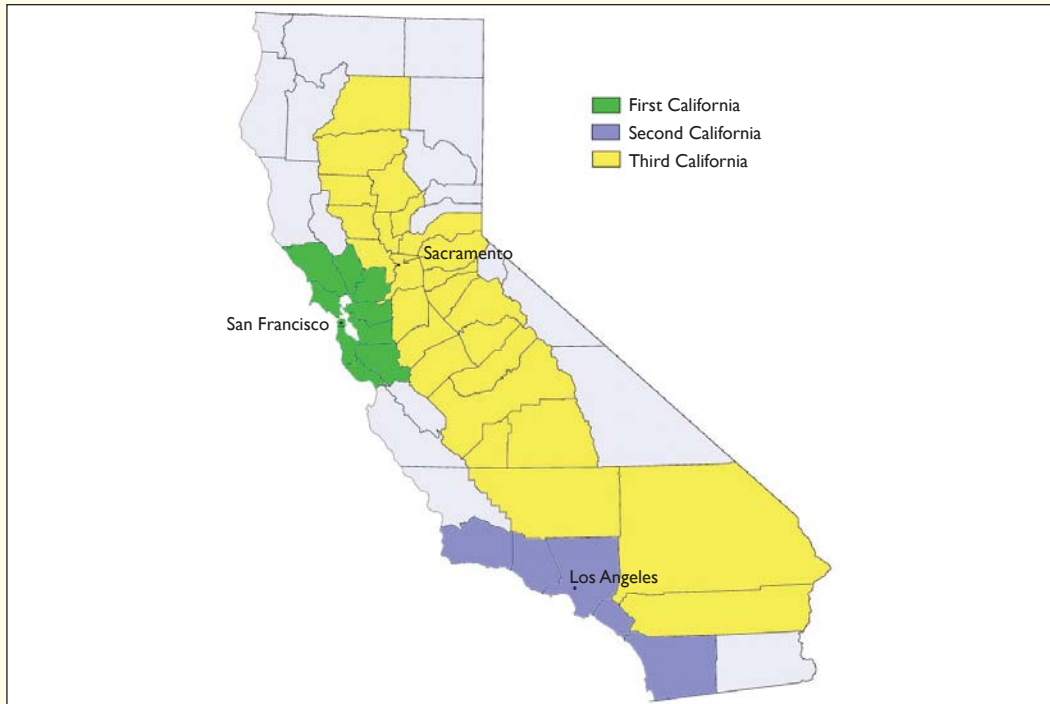 First California
Second California
Third California
Sacramento
San Francisco
Los Angeles